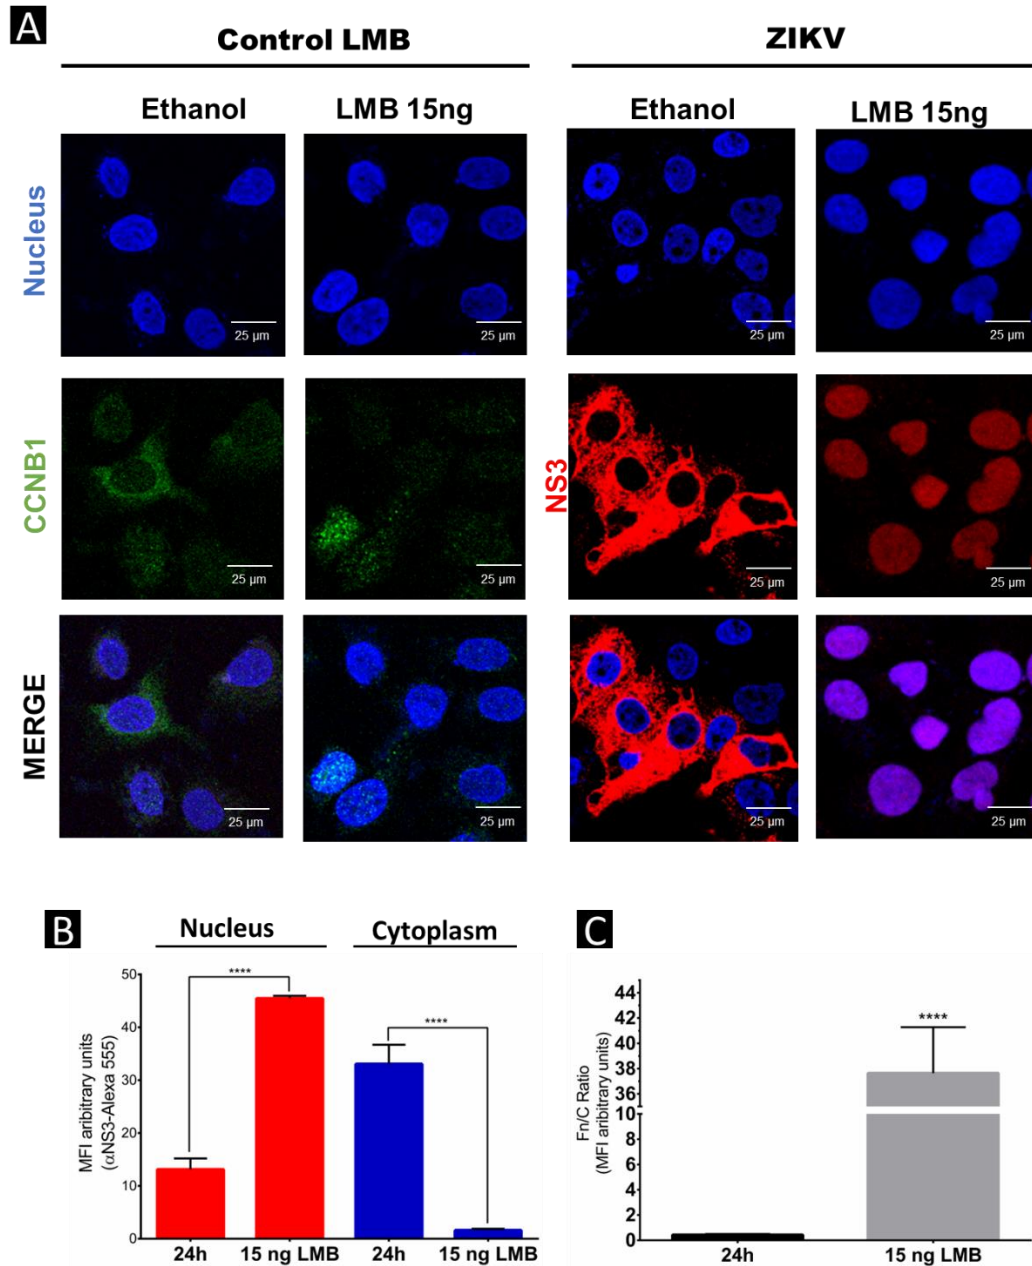 A
Control LMB
ZIKV
Ethanol
LMB 15ng
Ethanol
LMB 15ng
Nucleus
25 µm
25 µm
25 µm
25 µm
CCNB1
25 µm
25 µm
NS3
25 µm
25 µm
MERGE
25 µm
25 µm
25 µm
25 µm
B
Nucleus
Cytoplasm
MFI aribitrary units
(αNS3-Alexa 555)
50
40
30
20
10
0
****
****
24h
15 ng LMB
24h
15 ng LMB
C
Fn/C Ratio
(MFI aribitrary units)
44
42
40
38
36
10
8
6
4
2
0
****
24h
15 ng LMB